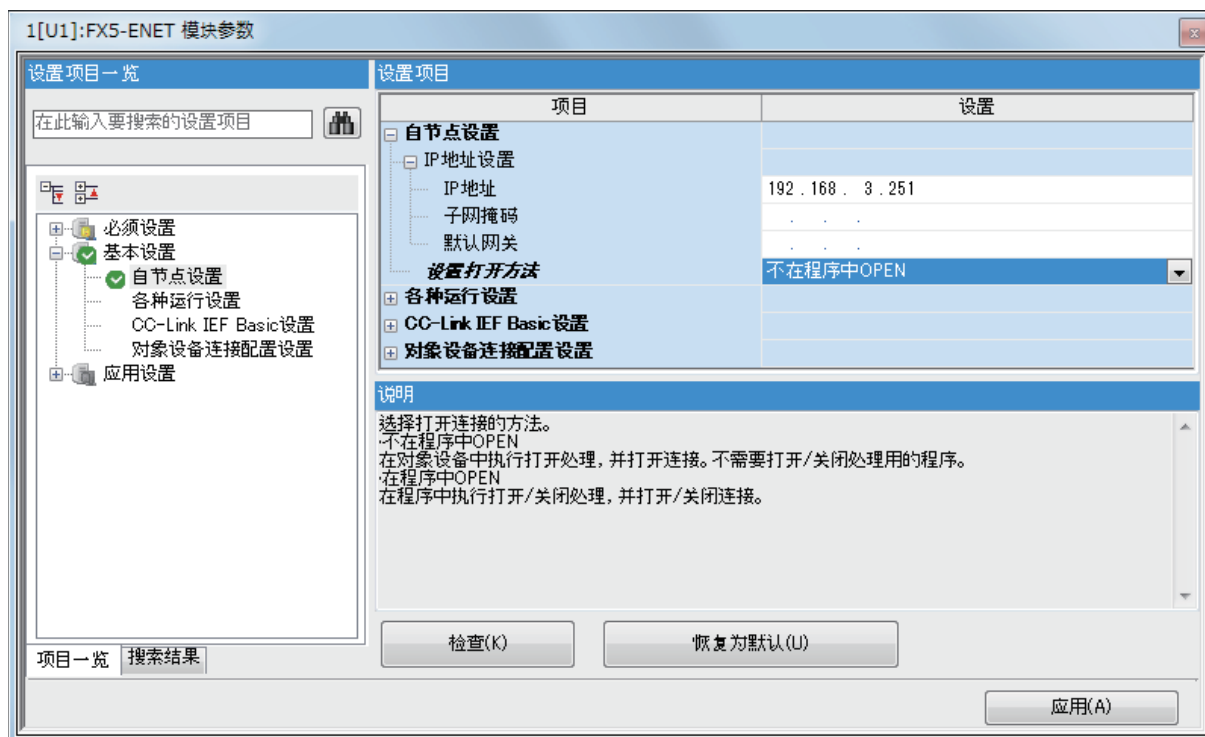 1[U1]:FX5-ENET 模块参数
设置项目一览
在此输入要搜索的设置项目
必须设置
基本设置
自节点设置
各种运行设置
CC-Link IEF Basic设置
对象设备连接配置设置
应用设置
项目一览 搜索结果
设置项目
项目 设置
自节点设置
IP地址设置
IP地址 192 . 168 . 3 . 251
子网掩码 . . .
默认网关 . . .
设置打开方法 不在程序中OPEN
各种运行设置
CC-Link IEF Basic设置
对象设备连接配置设置
说明
选择打开连接的方法。
·不在程序中OPEN
在对象设备中执行打开处理, 并打开连接。不需要打开/关闭处理用的程序。
·在程序中OPEN
在程序中执行打开/关闭处理, 并打开/关闭连接。
检查(K) 恢复为默认(U)
应用(A)